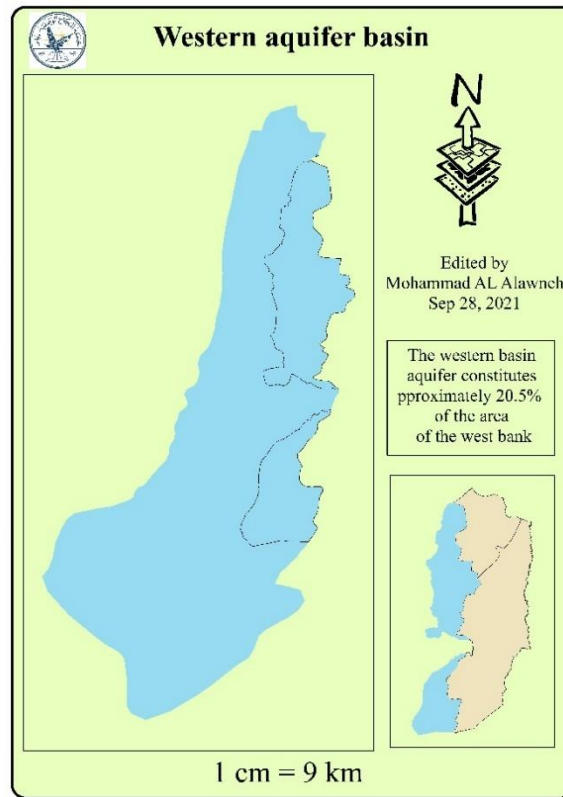 Western aquifer basin
N
Edited by
Mohammad AL Alawneh
Sep 28, 2021
The western basin
aquifer constitutes
pproximately 20.5%
of the area
of the west bank
1 cm = 9 km